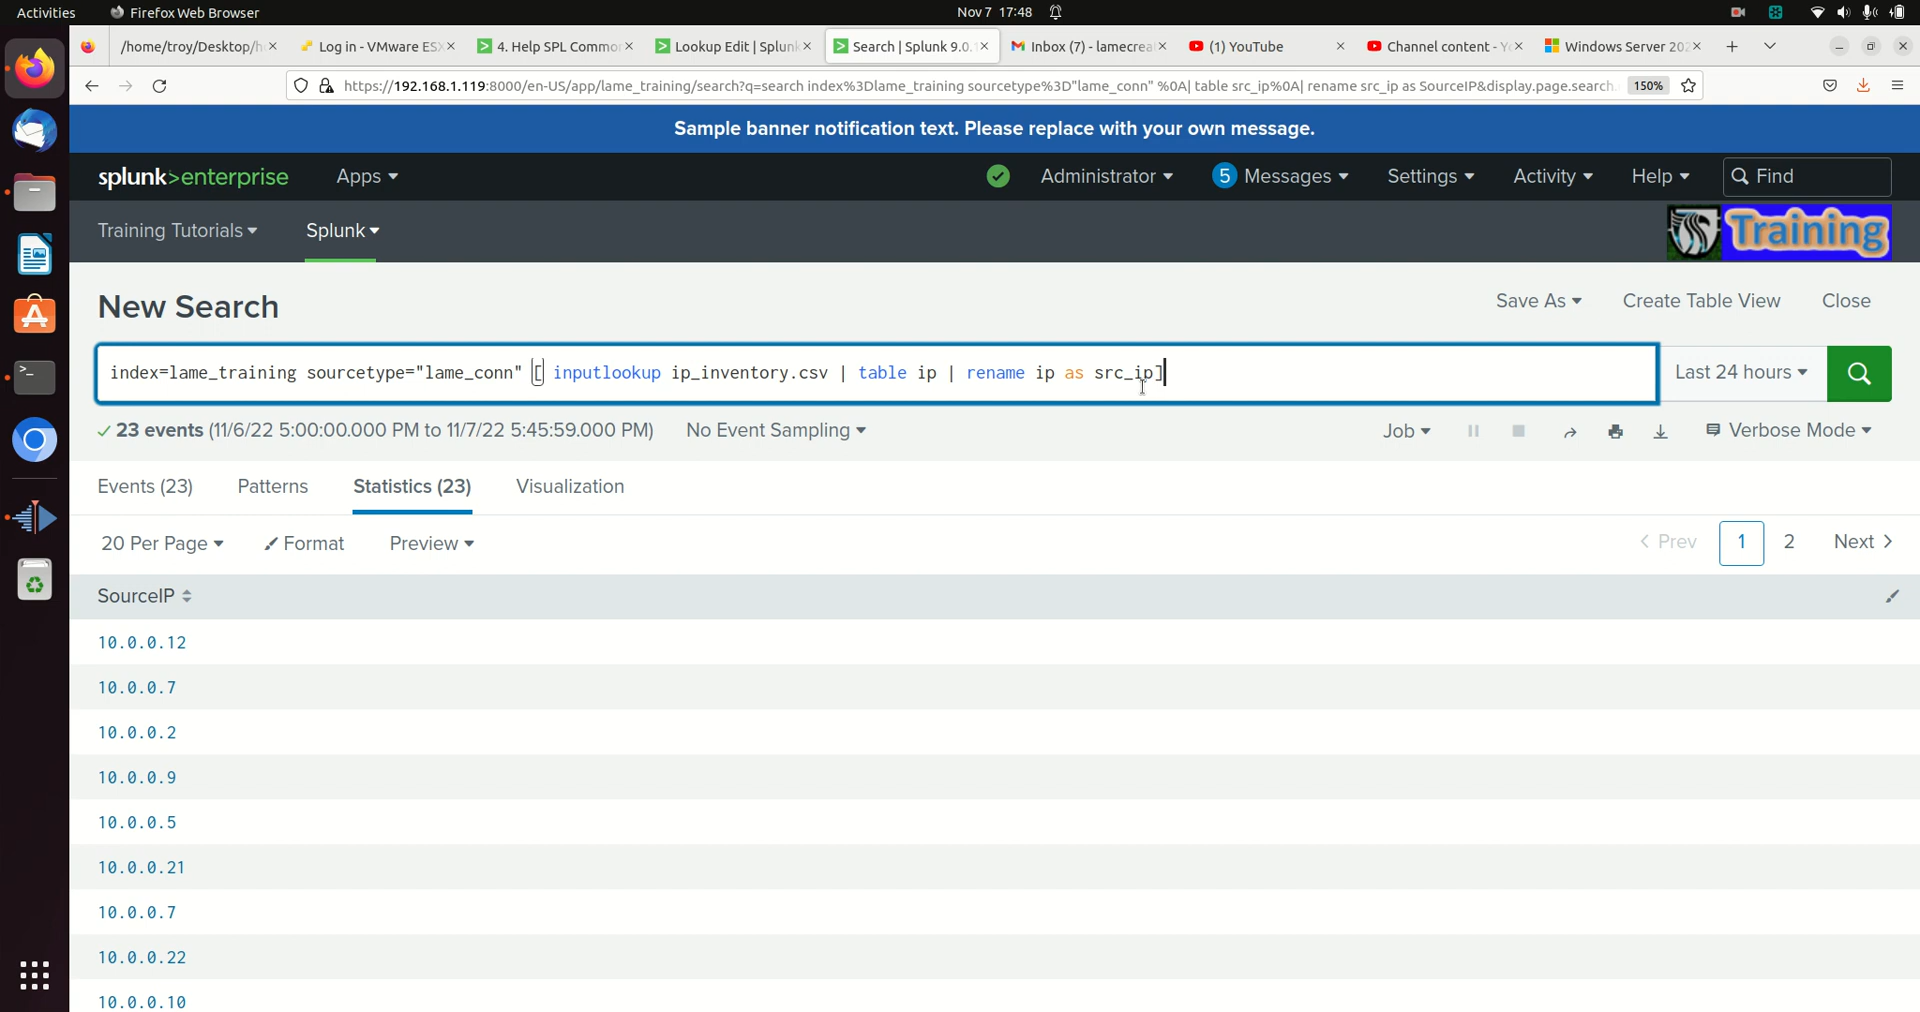 Activities
Firefox Web Browser
Nov 7 17:48
/home/troy/Desktop/h
Log in - VMware ESX
4. Help SPL Commo
Lookup Edit | Splunk
Search | Splunk 9.0.
Inbox (7) - lamecrea
(1) YouTube
Channel content - Yo
Windows Server 202
https://192.168.1.119:8000/en-US/app/lame_training/search?q=search index%3Dlame_training sourcetype%3D"lame_conn" %0A| table src_ip%0A| rename src_ip as SourceIP&display.page.search.
150%
Sample banner notification text. Please replace with your own message.
splunk>enterprise
Apps
Administrator
5
Messages
Settings
Activity
Help
Find
Training Tutorials
Splunk
Training
New Search
Save As
Create Table View
Close
index=lame_training sourcetype="lame_conn" [ inputlookup ip_inventory.csv | table ip | rename ip as src_ip]
Last 24 hours
23 events (11/6/22 5:00:00.000 PM to 11/7/22 5:45:59.000 PM)
No Event Sampling
Job
Verbose Mode
Events (23)
Patterns
Statistics (23)
Visualization
20 Per Page
Format
Preview
< Prev
1
2
Next >
SourceIP
10.0.0.12
10.0.0.7
10.0.0.2
10.0.0.9
10.0.0.5
10.0.0.21
10.0.0.7
10.0.0.22
10.0.0.10